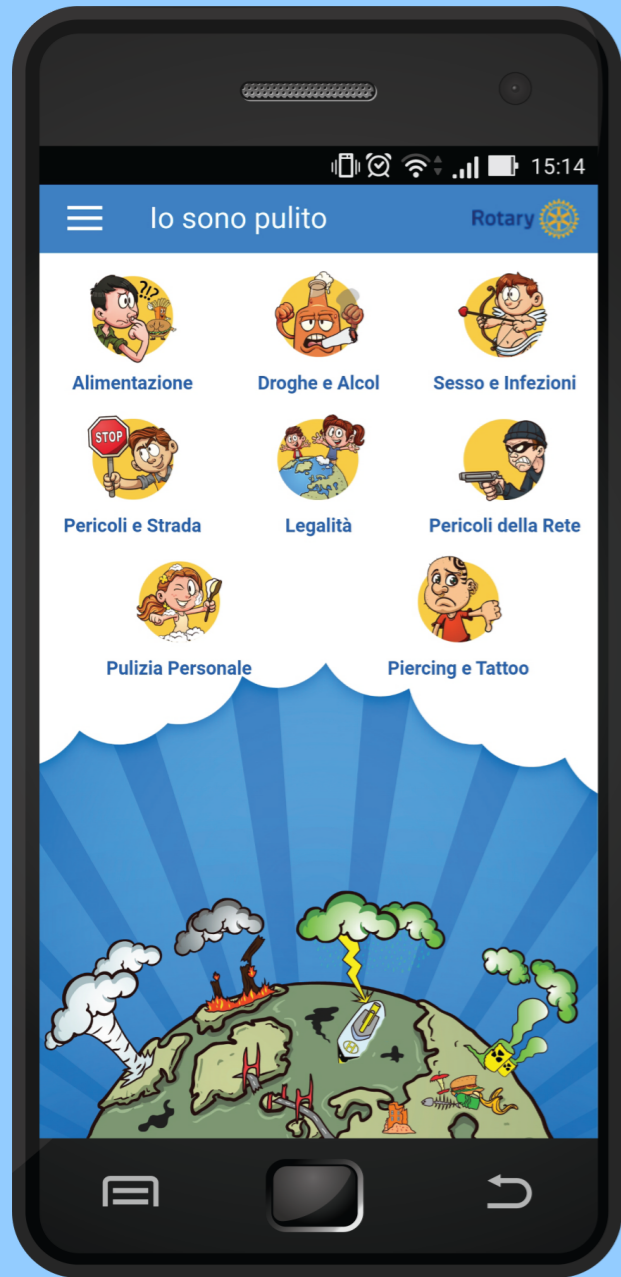 15:14
Io sono pulito
Rotary
?!?
Alimentazione
Droghe e Alcol
Sesso e Infezioni
STOP
Pericoli e Strada
Legalità
Pericoli della Rete
Pulizia Personale
Piercing e Tattoo